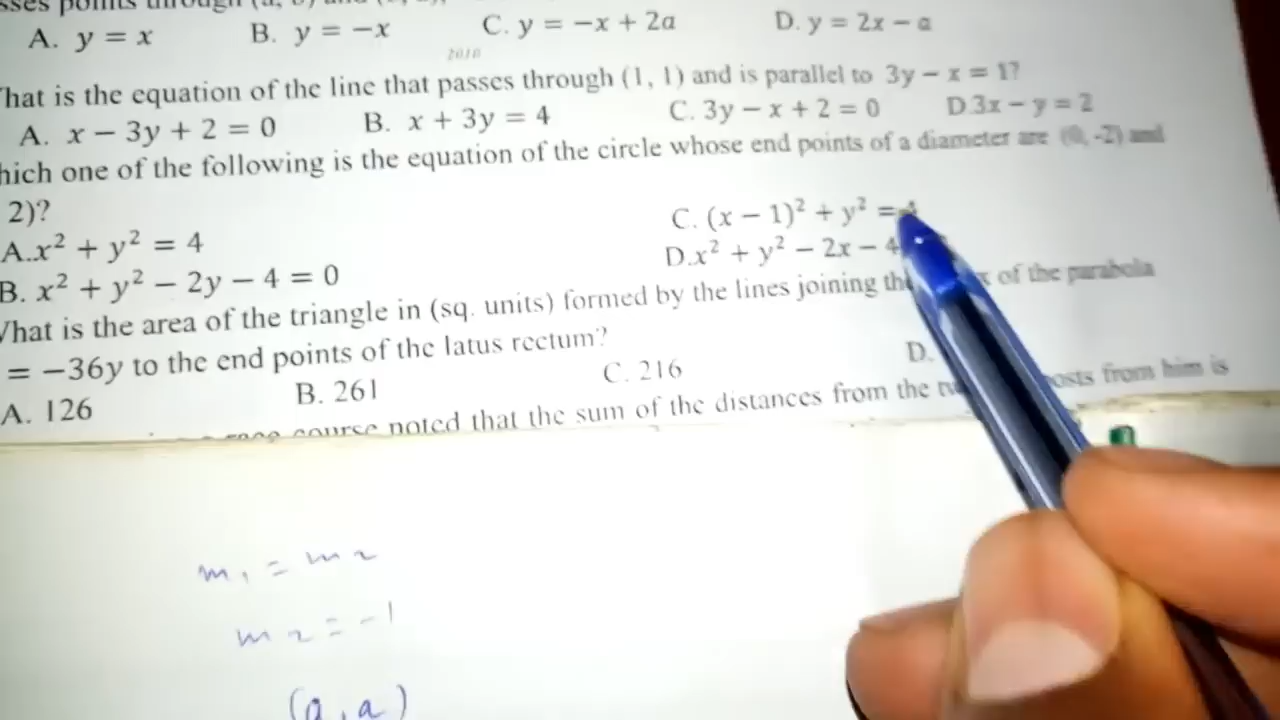 A. y = x B. y = −x C. y = −x + 2a D. y = 2x − a
2010
hat is the equation of the line that passes through (1, 1) and is parallel to 3y − x = 1?
A. x − 3y + 2 = 0 B. x + 3y = 4 C. 3y − x + 2 = 0 D.3x − y = 2
hich one of the following is the equation of the circle whose end points of a diameter are (0, -2) and
2)?
A..x² + y² = 4 C. (x − 1)² + y² = 4
B. x² + y² − 2y − 4 = 0 D.x² + y² − 2x − 4
What is the area of the triangle in (sq. units) formed by the lines joining the x of the parabola
= −36y to the end points of the latus rectum?
A. 126 B. 261 C. 216 D.
course noted that the sum of the distances from the posts from him is
m₁ = m₂
m₂ = -1
(a, a)